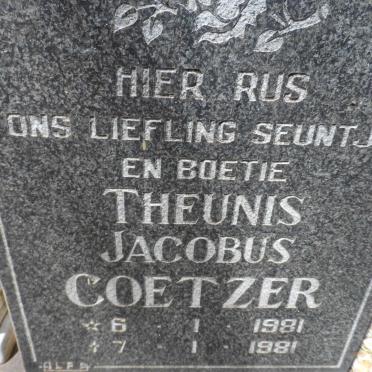 HIER RUS
ONS LIEFLING SEUNTJ
EN BOETIE
THEUNIS
JACOBUS
COETZER
☆ 6 · 1 · 1981
✝ 7 · 1 · 1981